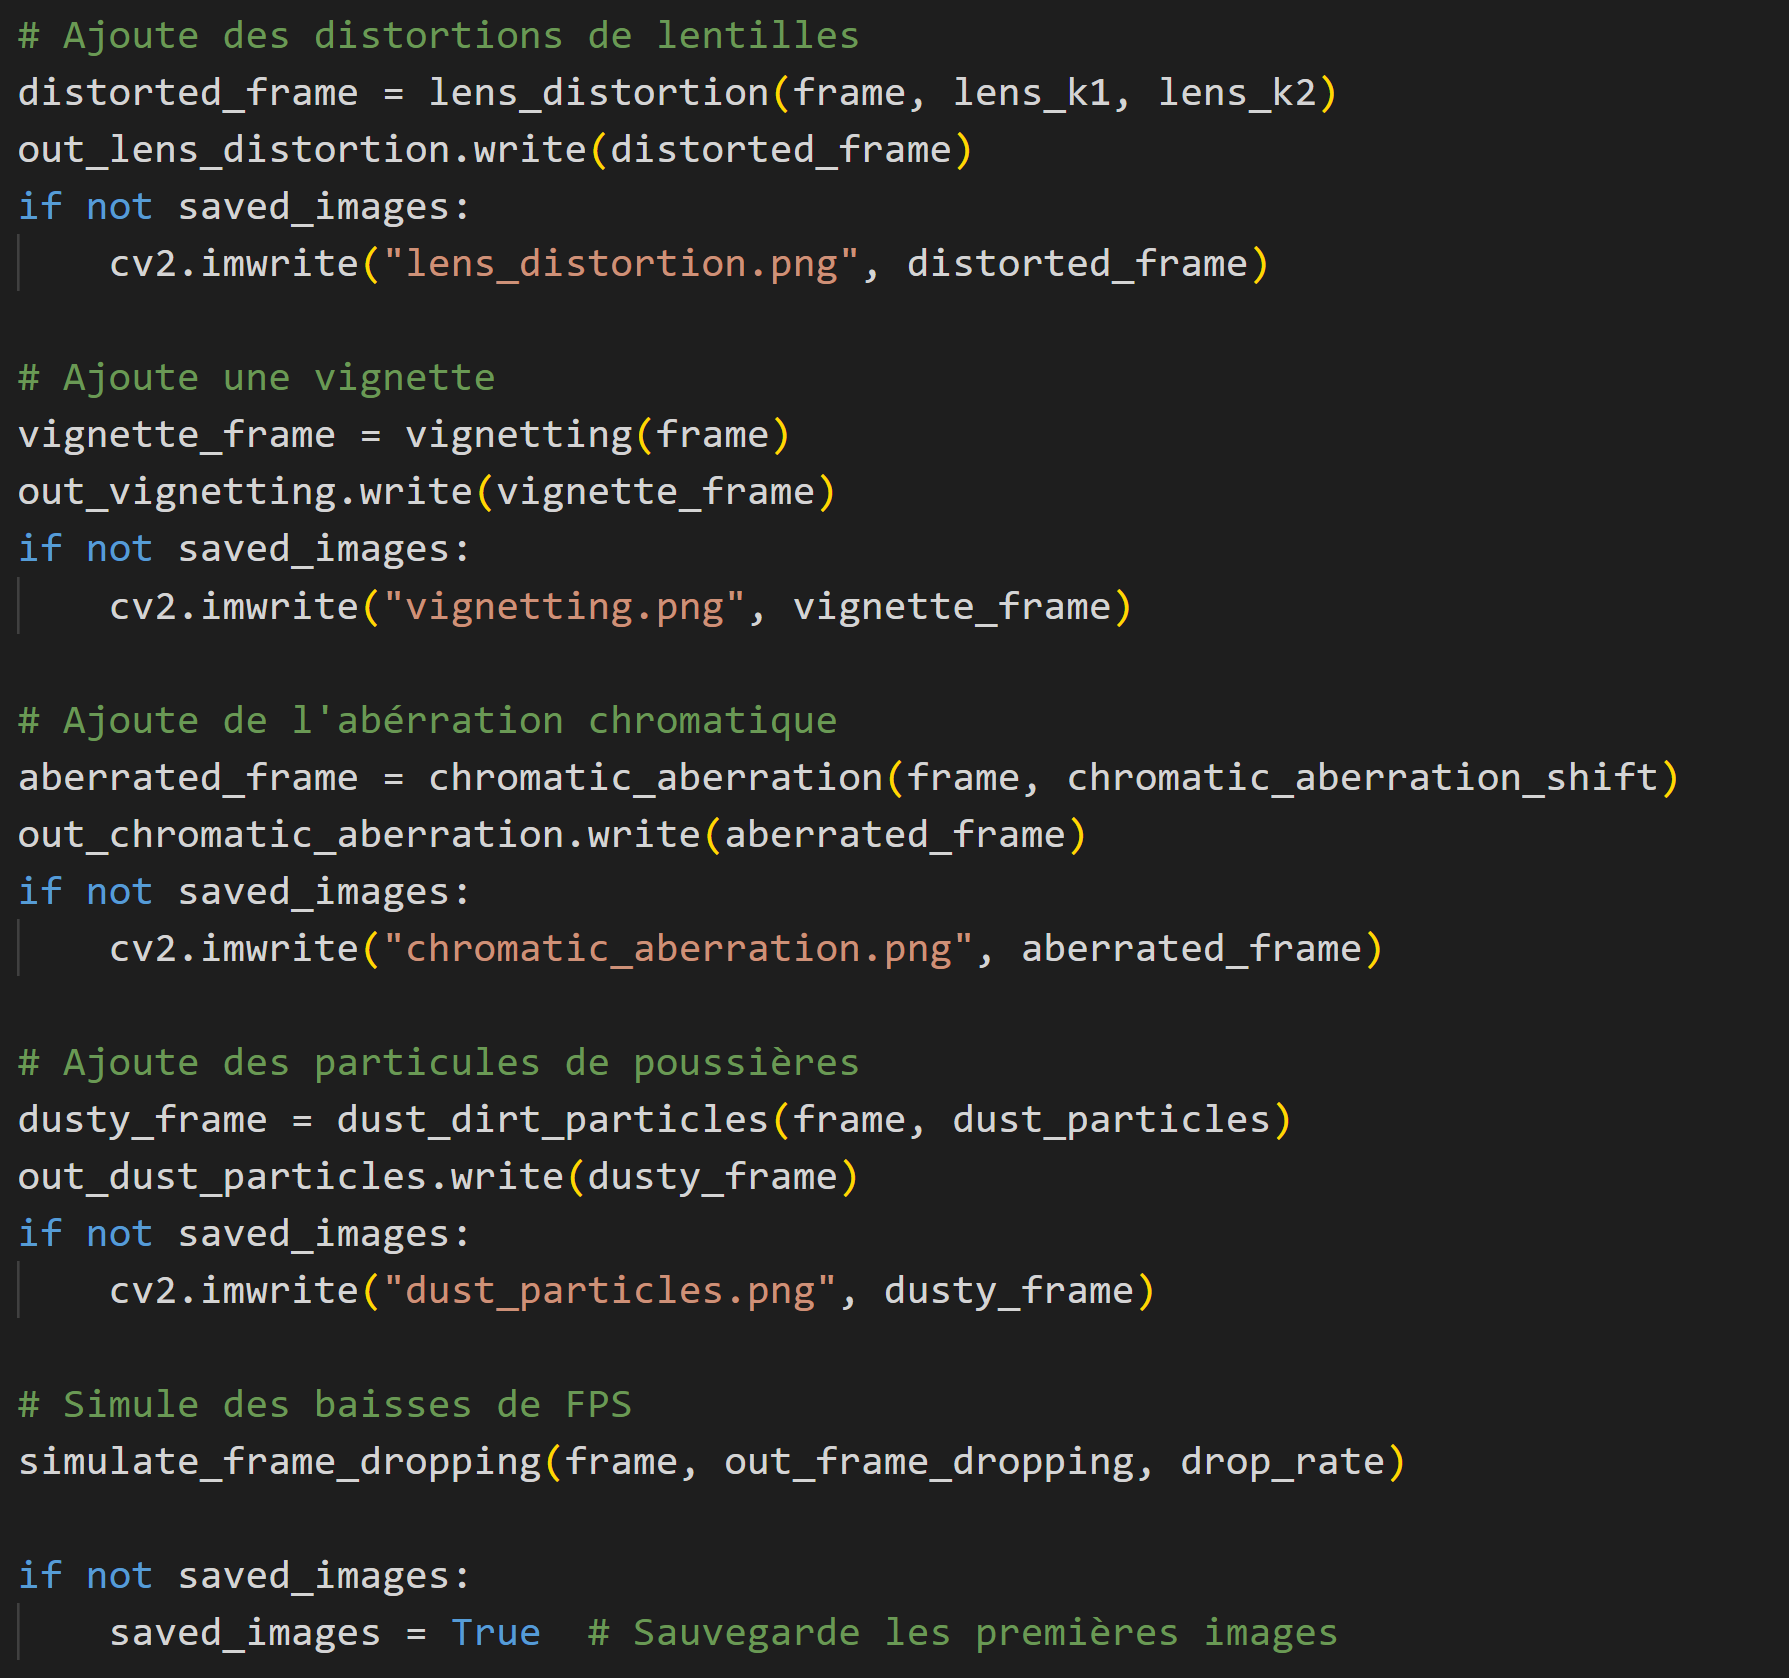 # Ajoute des distortions de lentilles
distorted_frame = lens_distortion(frame, lens_k1, lens_k2)
out_lens_distortion.write(distorted_frame)
if not saved_images:
    cv2.imwrite("lens_distortion.png", distorted_frame)

# Ajoute une vignette
vignette_frame = vignetting(frame)
out_vignetting.write(vignette_frame)
if not saved_images:
    cv2.imwrite("vignetting.png", vignette_frame)

# Ajoute de l'abérration chromatique
aberrated_frame = chromatic_aberration(frame, chromatic_aberration_shift)
out_chromatic_aberration.write(aberrated_frame)
if not saved_images:
    cv2.imwrite("chromatic_aberration.png", aberrated_frame)

# Ajoute des particules de poussières
dusty_frame = dust_dirt_particles(frame, dust_particles)
out_dust_particles.write(dusty_frame)
if not saved_images:
    cv2.imwrite("dust_particles.png", dusty_frame)

# Simule des baisses de FPS
simulate_frame_dropping(frame, out_frame_dropping, drop_rate)

if not saved_images:
    saved_images = True  # Sauvegarde les premières images